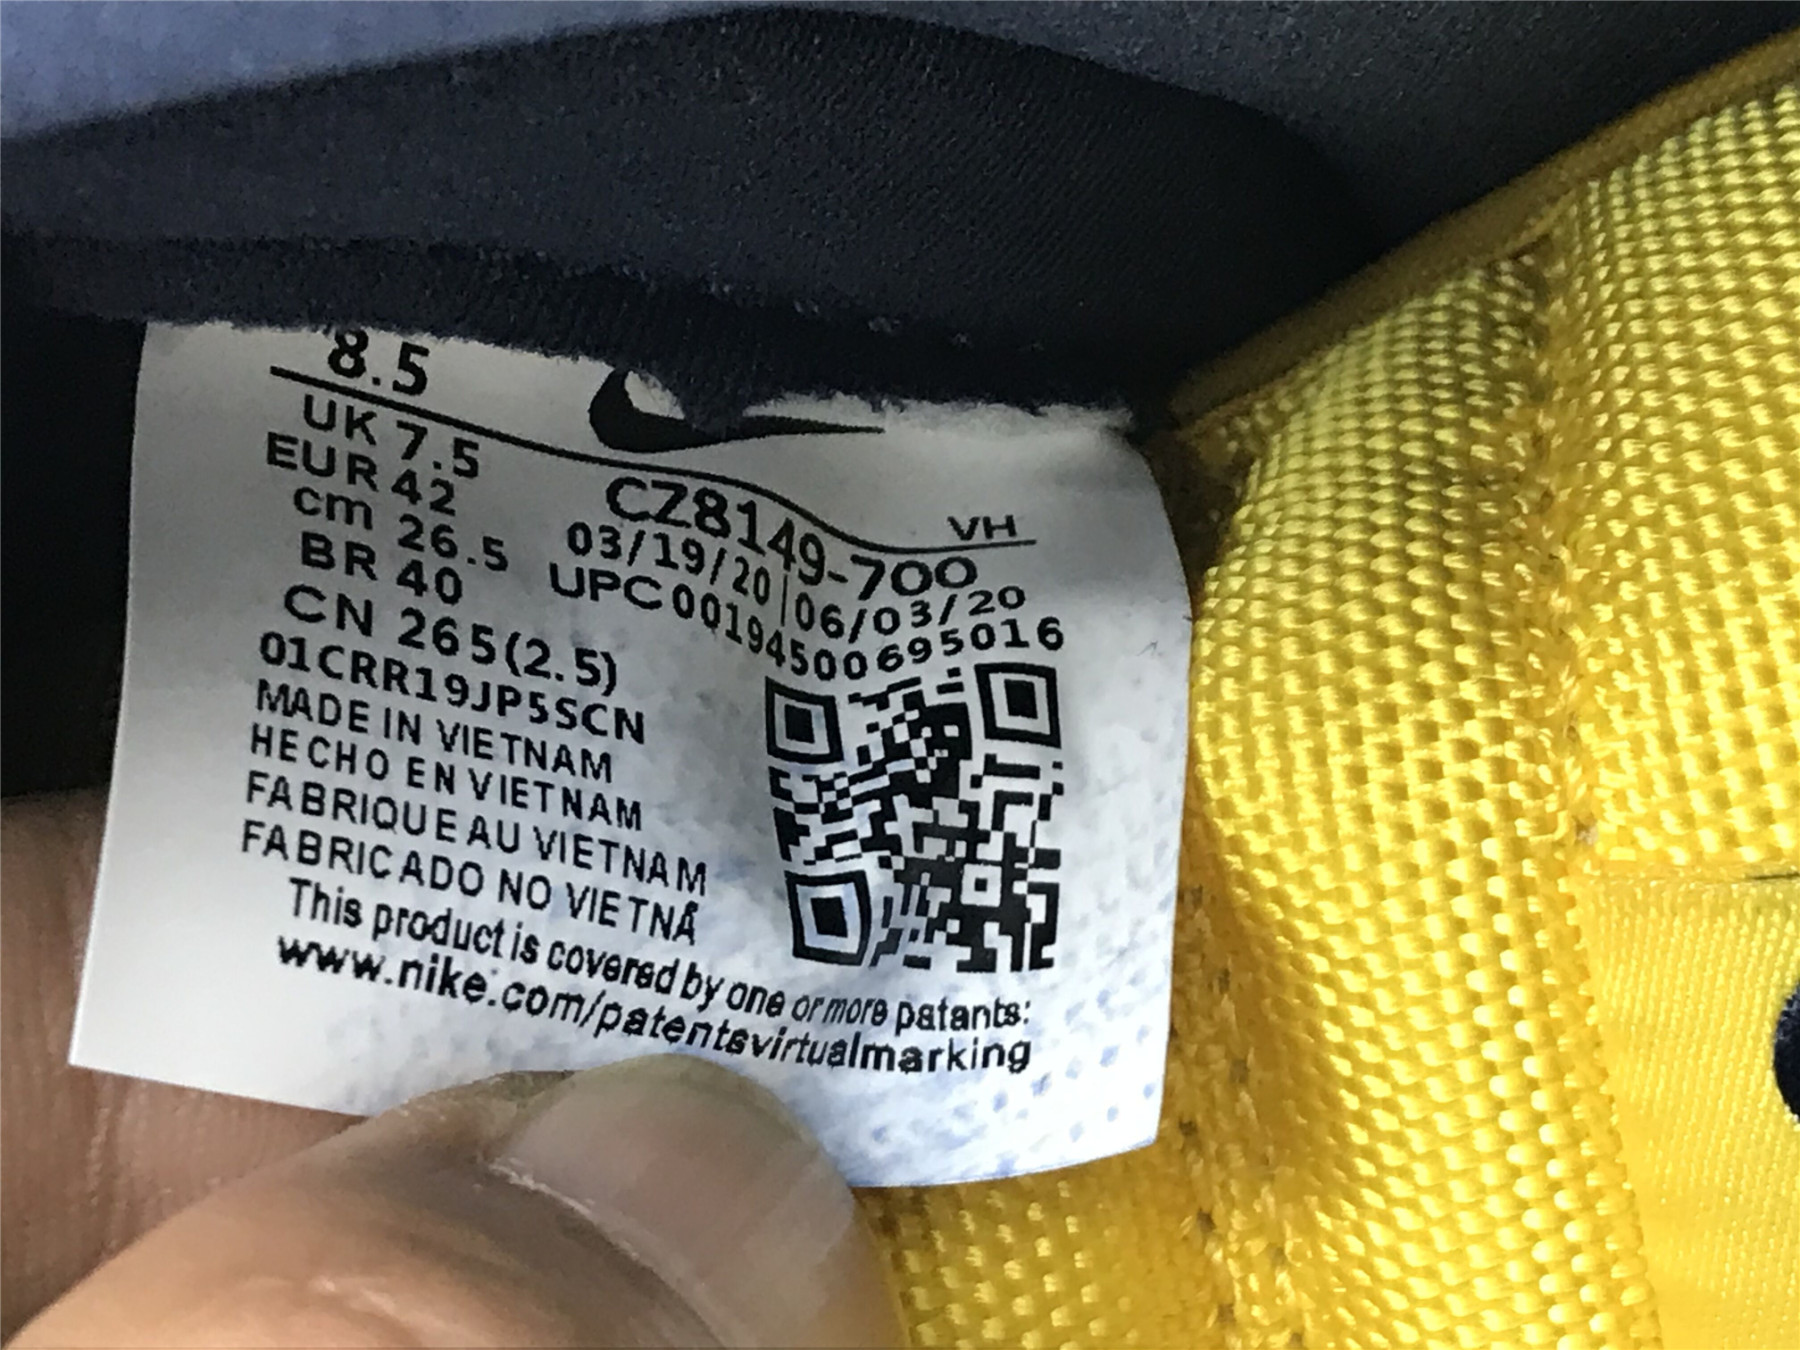 8.5
UK 7.5
EUR 42
cm 26.5
BR 40
CN 265(2.5)
01CRR19JP5SCN
MADE IN VIETNAM
HECHO EN VIETNAM
FABRIQUE AU VIETNAM
FABRICADO NO VIETNÃ
VH
CZ8149-700
03/19/20|06/03/20
UPC00194500695016
This product is covered by one or more patants:
www.nike.com/patentsvirtualmarking